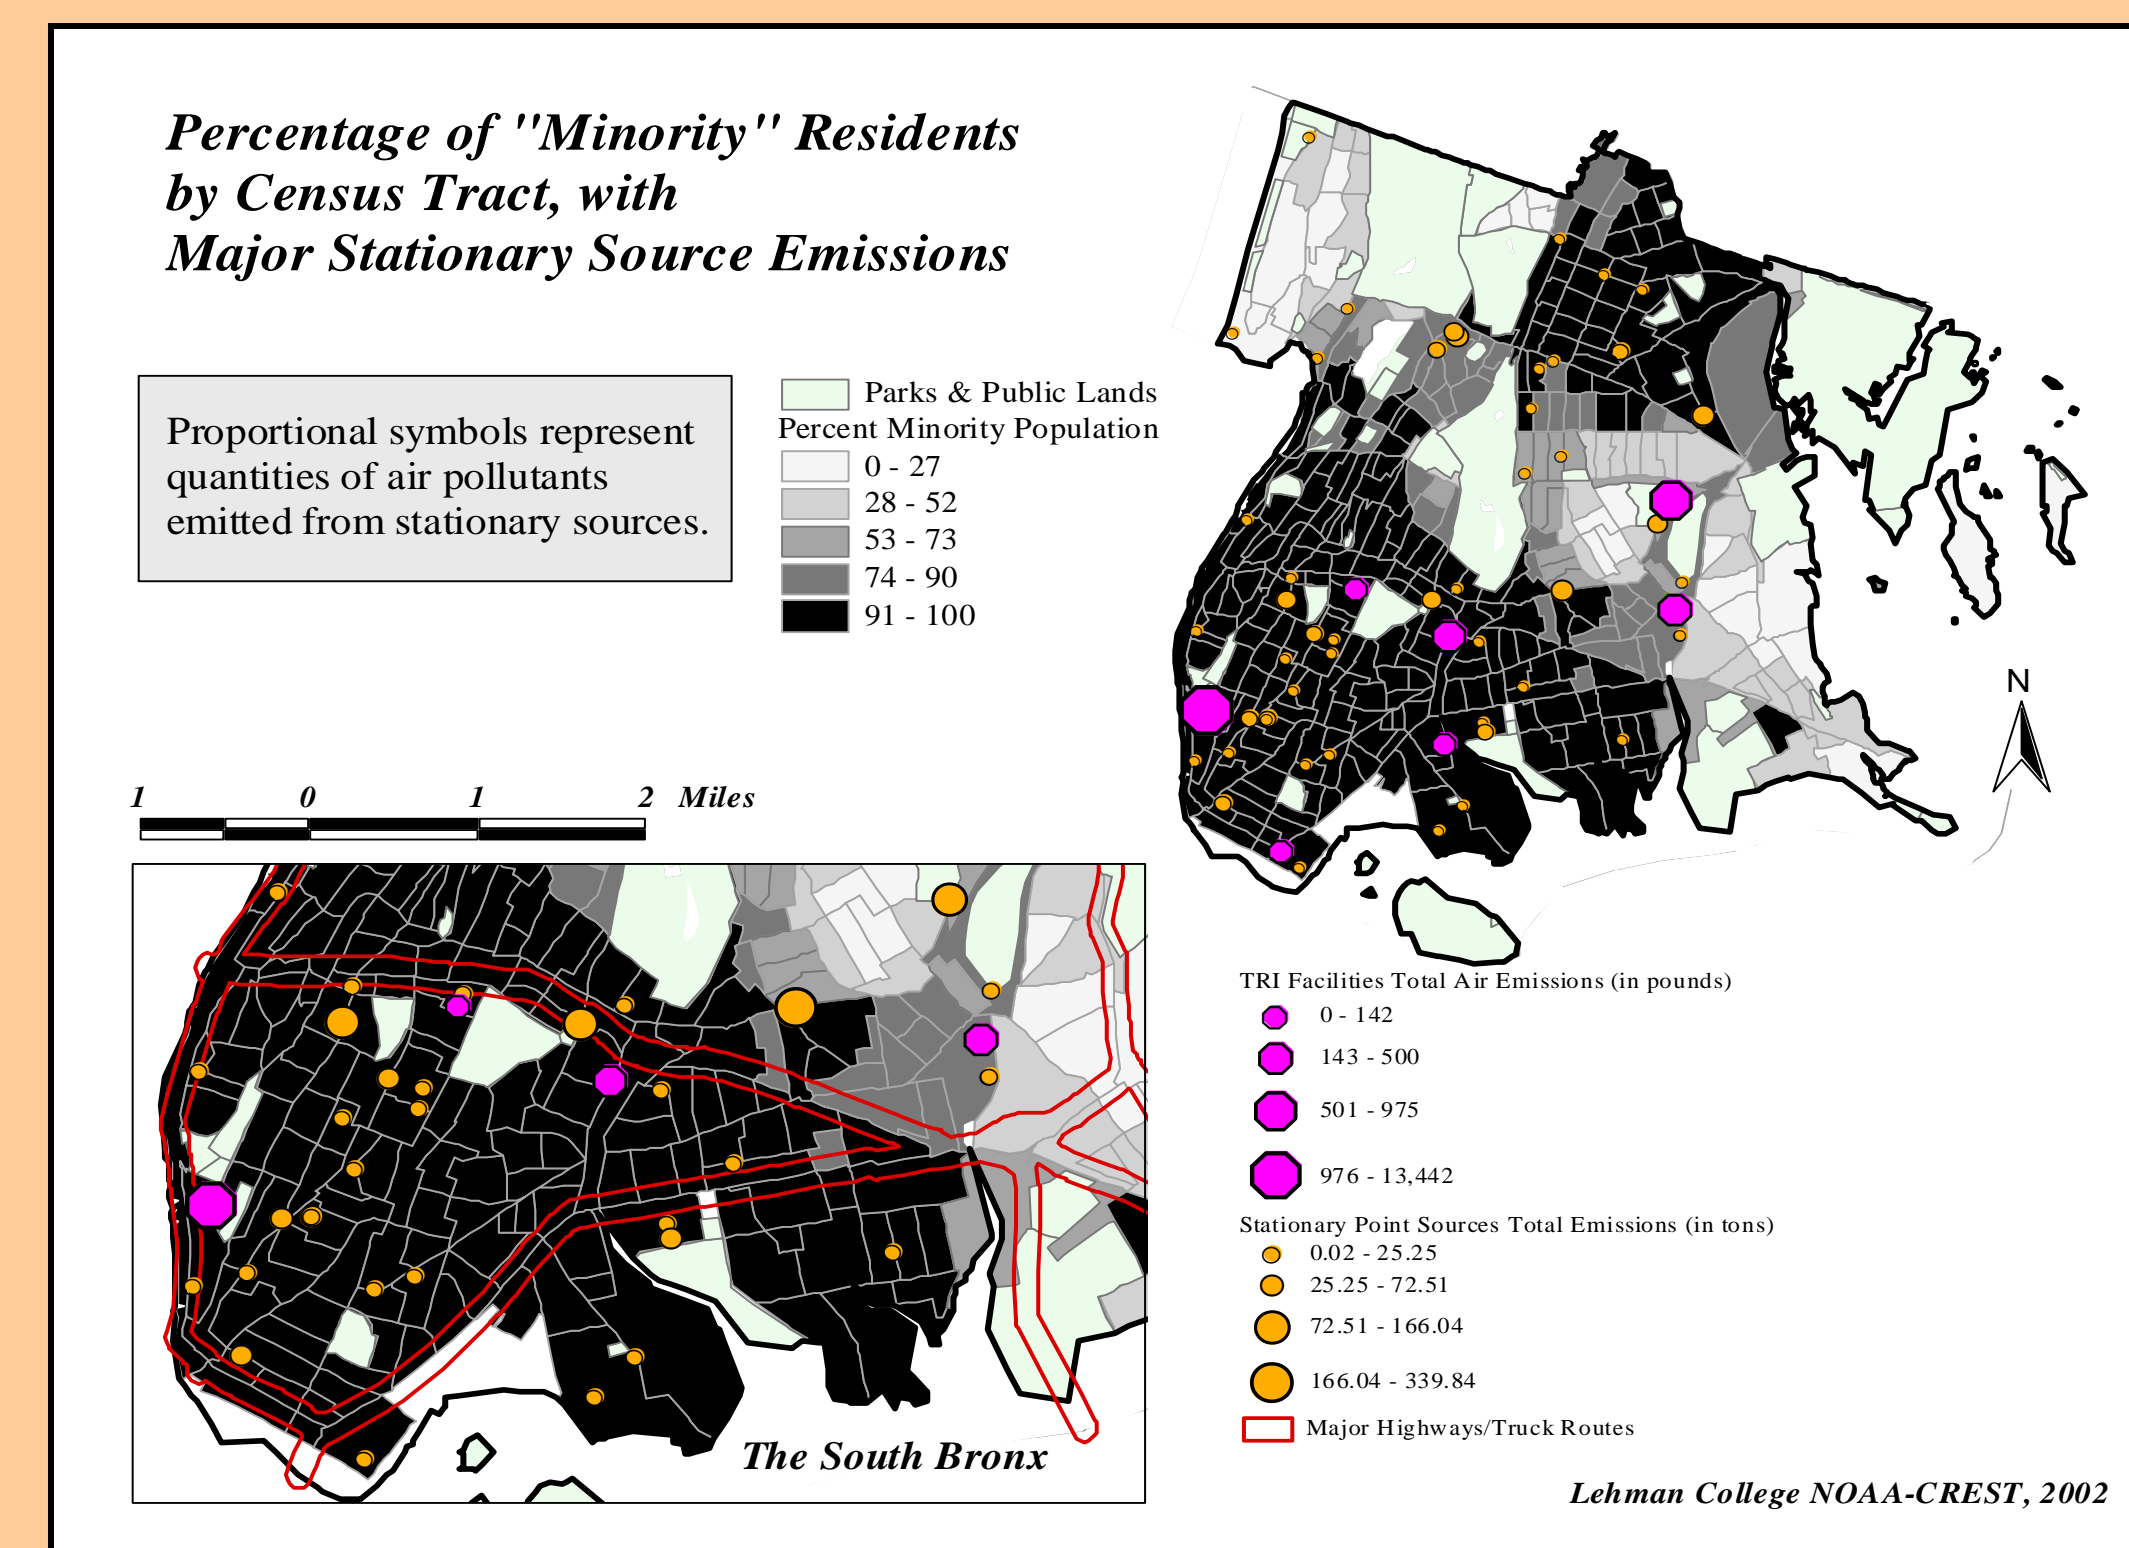 Percentage of "Minority" Residents
by Census Tract, with
Major Stationary Source Emissions
Proportional symbols represent
quantities of air pollutants
emitted from stationary sources.
Parks & Public Lands
Percent Minority Population
0 - 27
28 - 52
53 - 73
74 - 90
91 - 100
N
1 0 1 2 Miles
The South Bronx
TRI Facilities Total Air Emissions (in pounds)
0 - 142
143 - 500
501 - 975
976 - 13,442
Stationary Point Sources Total Emissions (in tons)
0.02 - 25.25
25.25 - 72.51
72.51 - 166.04
166.04 - 339.84
Major Highways/Truck Routes
Lehman College NOAA-CREST, 2002